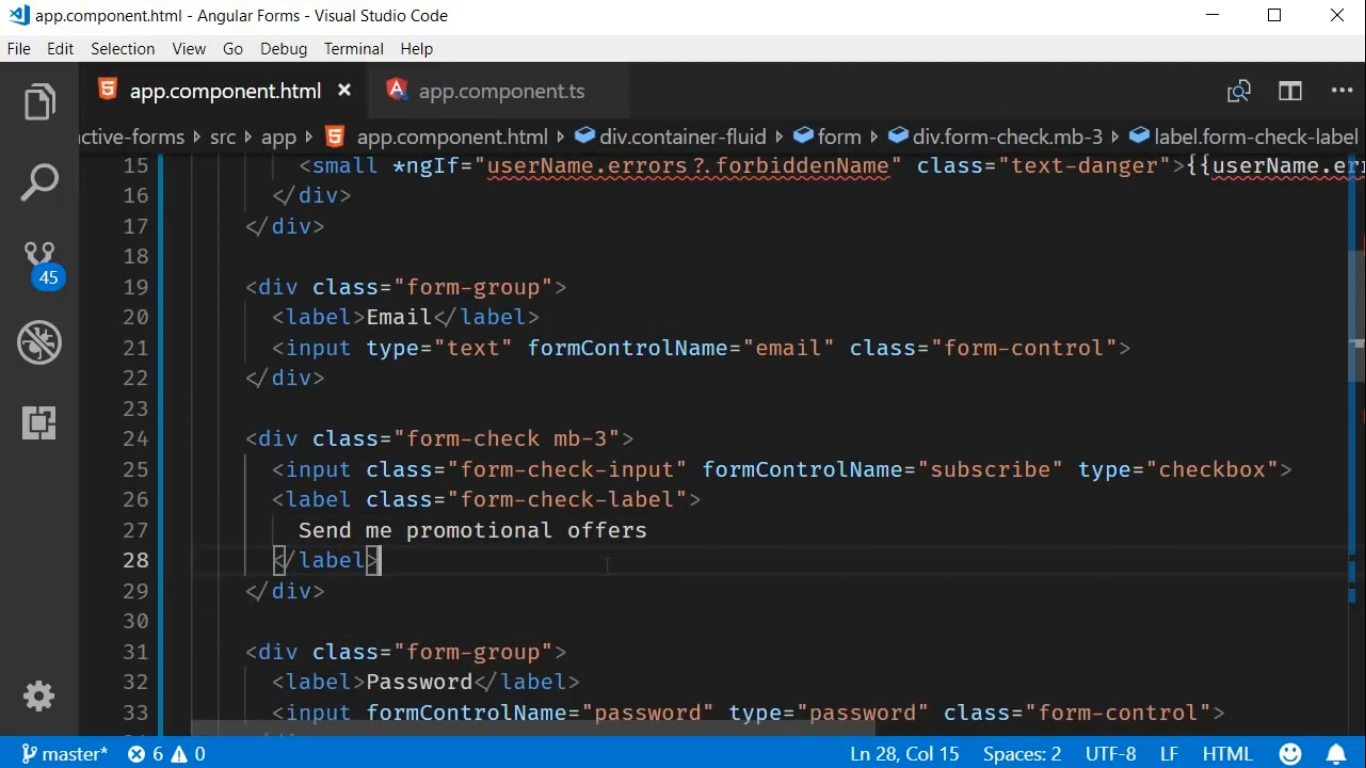 app.component.html - Angular Forms - Visual Studio Code
File Edit Selection View Go Debug Terminal Help
app.component.html app.component.ts
active-forms src app app.component.html div.container-fluid form div.form-check.mb-3 label.form-check-label
15 <small *ngIf="userName.errors?.forbiddenName" class="text-danger">{{userName.err
16 </div>
17 </div>
18
19 <div class="form-group">
20 <label>Email</label>
21 <input type="text" formControlName="email" class="form-control">
22 </div>
23
24 <div class="form-check mb-3">
25 <input class="form-check-input" formControlName="subscribe" type="checkbox">
26 <label class="form-check-label">
27 Send me promotional offers
28 </label>
29 </div>
30
31 <div class="form-group">
32 <label>Password</label>
33 <input formControlName="password" type="password" class="form-control">
45
master* 6 0 Ln 28, Col 15 Spaces: 2 UTF-8 LF HTML